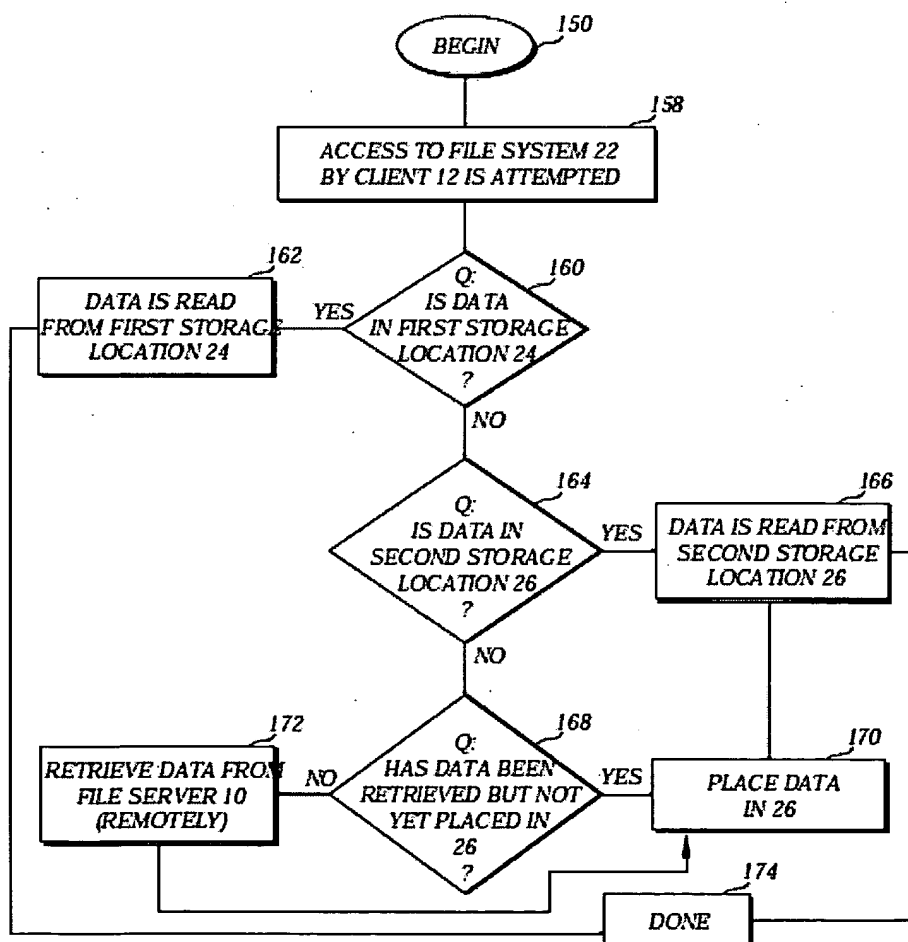 BEGIN
150
158
ACCESS TO FILE SYSTEM 22
BY CLIENT 12 IS ATTEMPTED
162
DATA IS READ
FROM FIRST STORAGE
LOCATION 24
YES
160
Q:
IS DATA
IN FIRST STORAGE
LOCATION 24
?
NO
164
Q:
IS DATA IN
SECOND STORAGE
LOCATION 26
?
YES
166
DATA IS READ FROM
SECOND STORAGE
LOCATION 26
NO
172
RETRIEVE DATA FROM
FILE SERVER 10
(REMOTELY)
NO
168
Q:
HAS DATA BEEN
RETRIEVED BUT NOT
YET PLACED IN
26
?
YES
170
PLACE DATA
IN 26
174
DONE